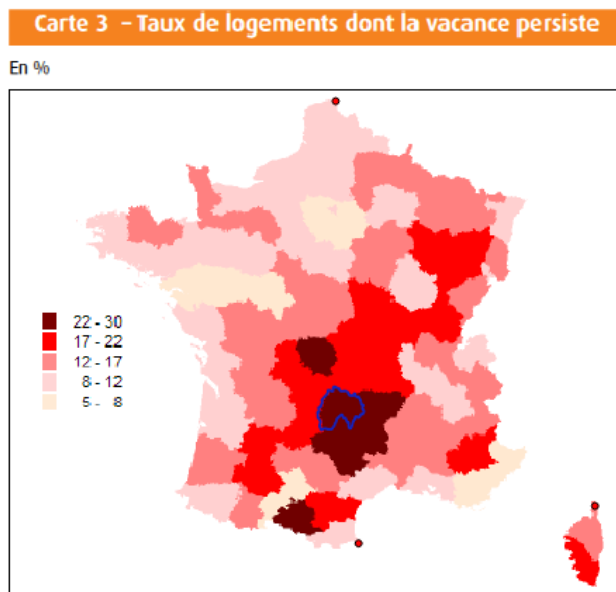 Carte 3 – Taux de logements dont la vacance persiste
En %
22 - 30
17 - 22
12 - 17
8 - 12
5 - 8